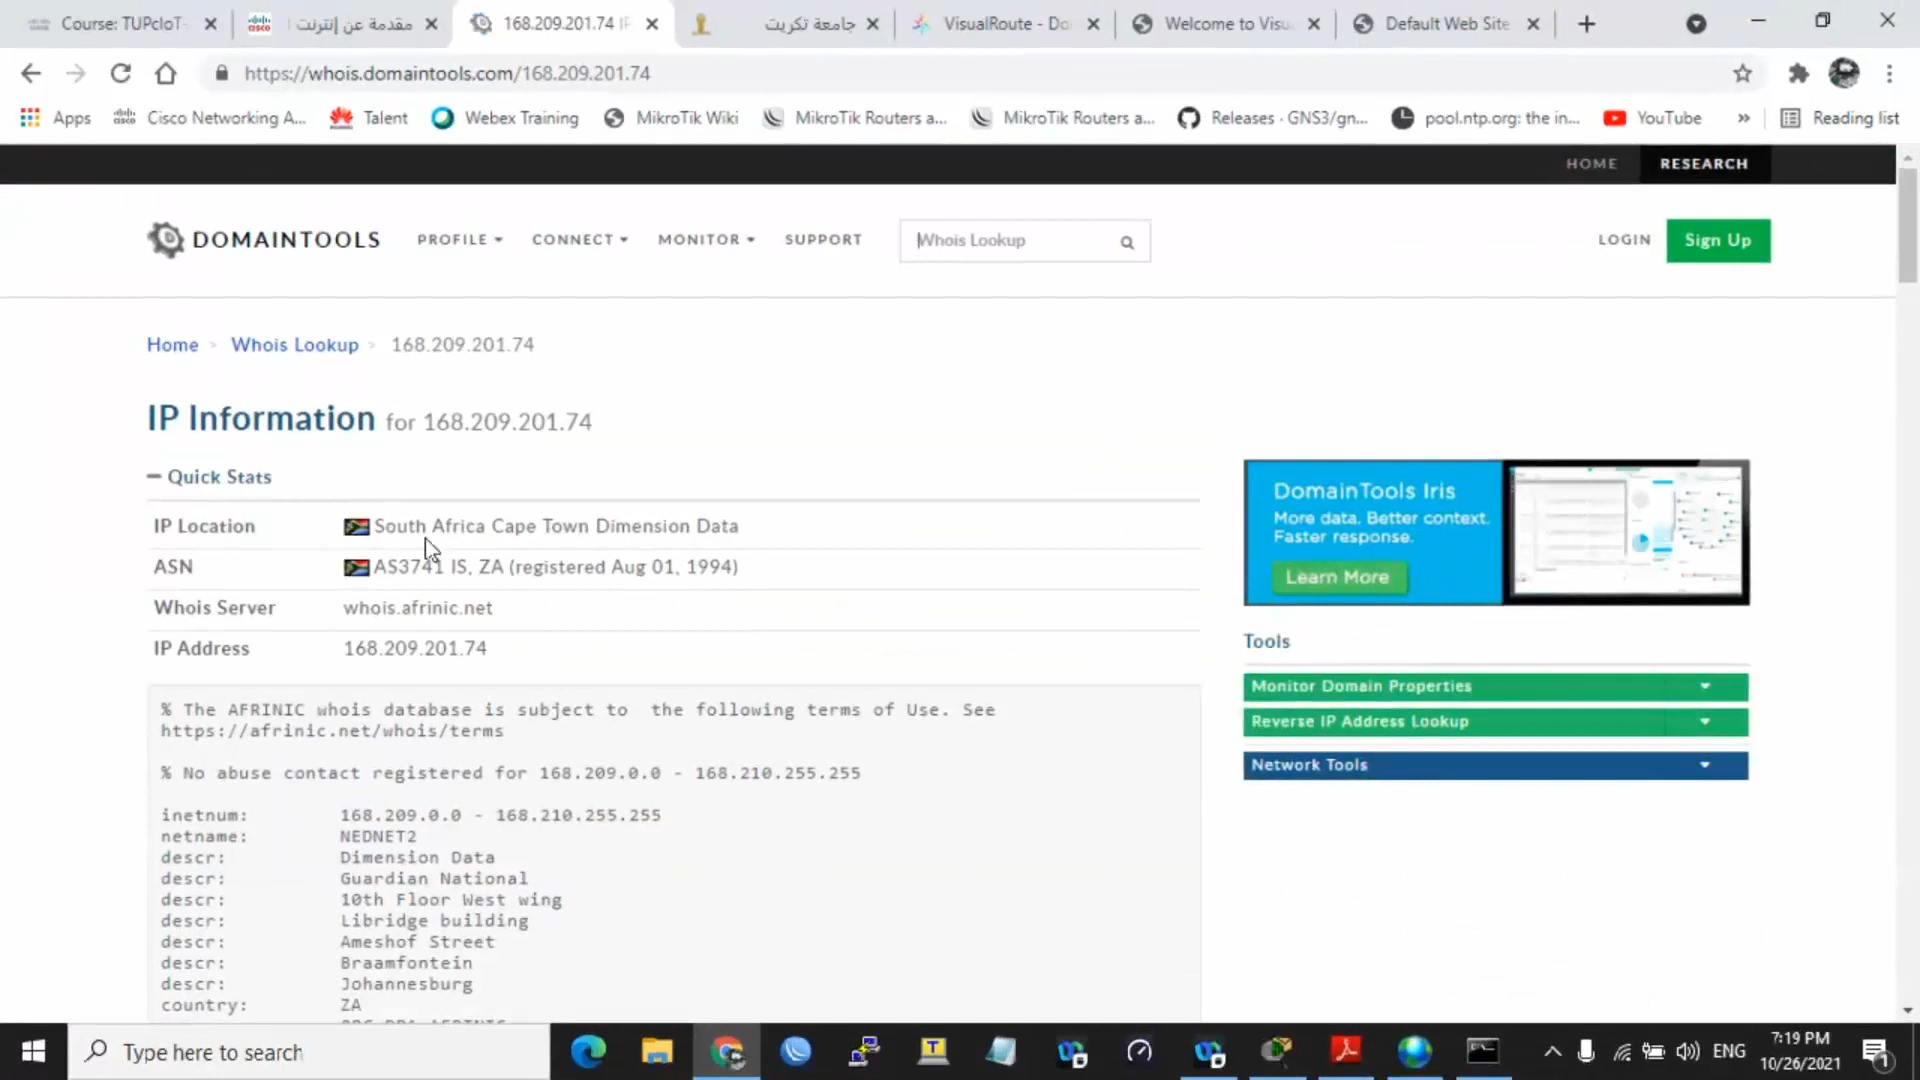 Course: TUPcIoT-
مقدمة عن إنترنت
168.209.201.74 IP
جامعة تكريت
VisualRoute - Do
Welcome to Visu
Default Web Site
https://whois.domaintools.com/168.209.201.74
Apps
Cisco Networking A...
Talent
Webex Training
MikroTik Wiki
MikroTik Routers a...
MikroTik Routers a...
Releases · GNS3/gn...
pool.ntp.org: the in...
YouTube
»
Reading list
HOME
RESEARCH
DOMAINTOOLS
PROFILE
CONNECT
MONITOR
SUPPORT
Whois Lookup
LOGIN
Sign Up
Home > Whois Lookup > 168.209.201.74
IP Information for 168.209.201.74
Quick Stats
IP Location South Africa Cape Town Dimension Data
ASN AS3741 IS, ZA (registered Aug 01, 1994)
Whois Server whois.afrinic.net
IP Address 168.209.201.74
% The AFRINIC whois database is subject to the following terms of Use. See
https://afrinic.net/whois/terms
% No abuse contact registered for 168.209.0.0 - 168.210.255.255
inetnum: 168.209.0.0 - 168.210.255.255
netname: NEDNET2
descr: Dimension Data
descr: Guardian National
descr: 10th Floor West wing
descr: Libridge building
descr: Ameshof Street
descr: Braamfontein
descr: Johannesburg
country: ZA
DomainTools Iris
More data. Better context.
Faster response.
Learn More
Tools
Monitor Domain Properties
Reverse IP Address Lookup
Network Tools
Type here to search
ENG
7:19 PM
10/26/2021
1